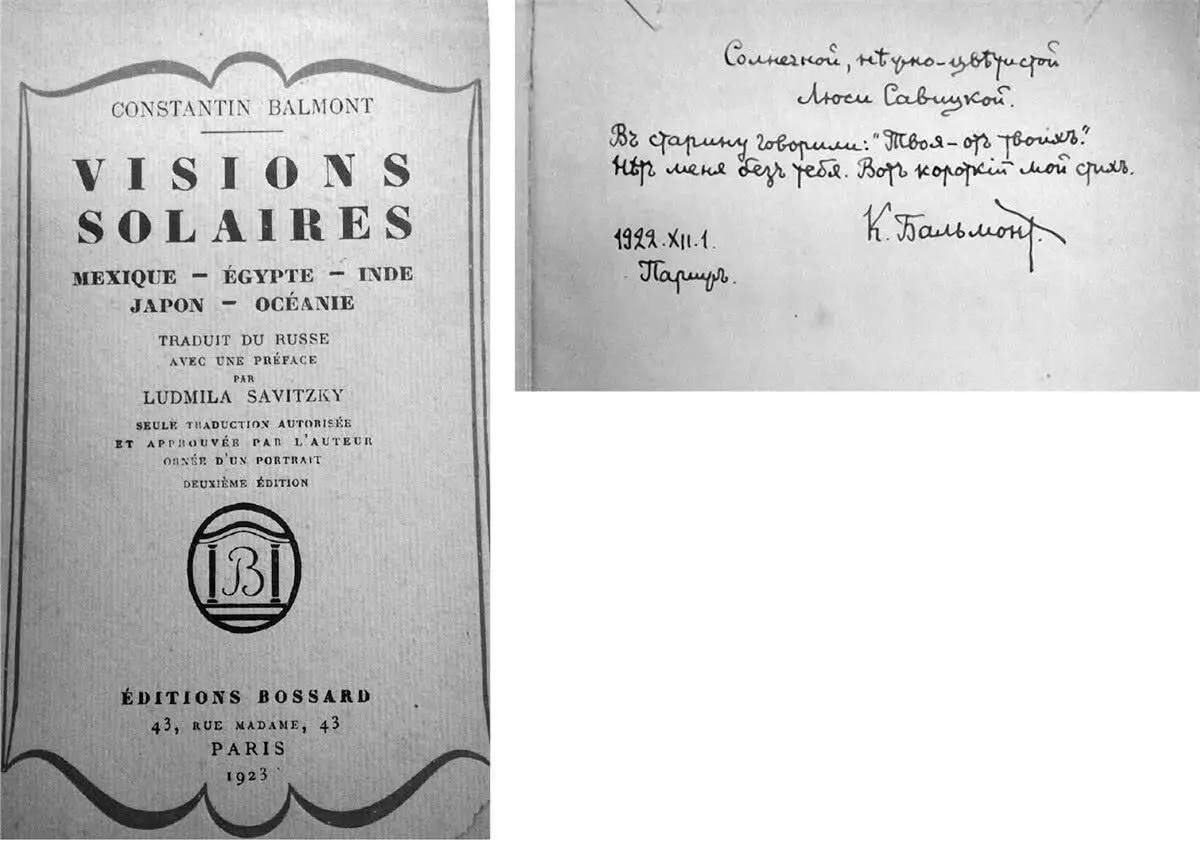 CONSTANTIN BALMONT
VISIONS
SOLAIRES
MEXIQUE — ÉGYPTE — INDE
JAPON — OCÉANIE
TRADUIT DU RUSSE
AVEC UNE PRÉFACE
PAR
LUDMILA SAVITZKY
SEULE TRADUCTION AUTORISÉE
ET APPROUVÉE PAR L'AUTEUR
ORNÉE D'UN PORTRAIT
DEUXIÈME ÉDITION
B
ÉDITIONS BOSSARD
43, RUE MADAME, 43
PARIS
1923
Солнечной, нѣжно-цвѣтистой
Люси Савицкой.
Въ старину говорили: "Твоя – отъ твоихъ".
Нѣтъ меня безъ тебя. Вотъ короткій мой стихъ.
К. Бальмонт.
1922.XII.1.
Парижъ.